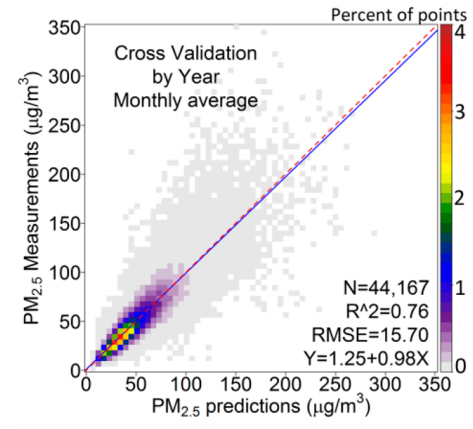 Percent of points
Cross Validation
by Year
Monthly average
PM2.5 Measurements (μg/m3)
350
300
250
200
150
100
50
0
4
3
2
1
0
N=44,167
R^2=0.76
RMSE=15.70
Y=1.25+0.98X
0 50 100 150 200 250 300 350
PM2.5 predictions (μg/m3)